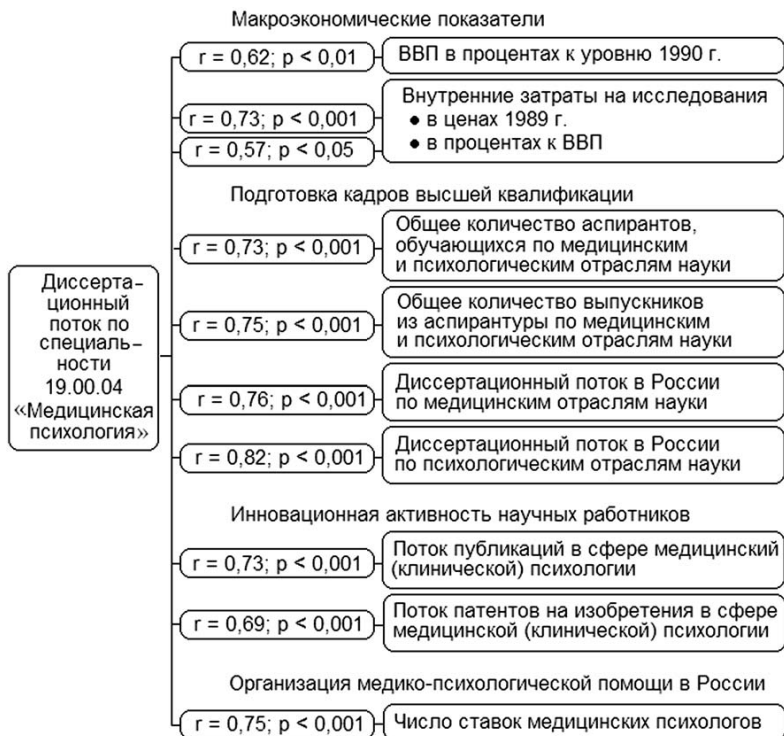 Макроэкономические показатели
r = 0,62; p < 0,01
ВВП в процентах к уровню 1990 г.
r = 0,73; p < 0,001
r = 0,57; p < 0,05
Внутренние затраты на исследования
● в ценах 1989 г.
● в процентах к ВВП
Подготовка кадров высшей квалификации
r = 0,73; p < 0,001
Общее количество аспирантов,
обучающихся по медицинским
и психологическим отраслям науки
Диссерта-
ционный
поток по
специаль-
ности
19.00.04
«Медицинская
психология»
r = 0,75; p < 0,001
Общее количество выпускников
из аспирантуры по медицинским
и психологическим отраслям науки
r = 0,76; p < 0,001
Диссертационный поток в России
по медицинским отраслям науки
r = 0,82; p < 0,001
Диссертационный поток в России
по психологическим отраслям науки
Инновационная активность научных работников
r = 0,73; p < 0,001
Поток публикаций в сфере медицинский
(клинической) психологии
r = 0,69; p < 0,001
Поток патентов на изобретения в сфере
медицинской (клинической) психологии
Организация медико-психологической помощи в России
r = 0,75; p < 0,001
Число ставок медицинских психологов